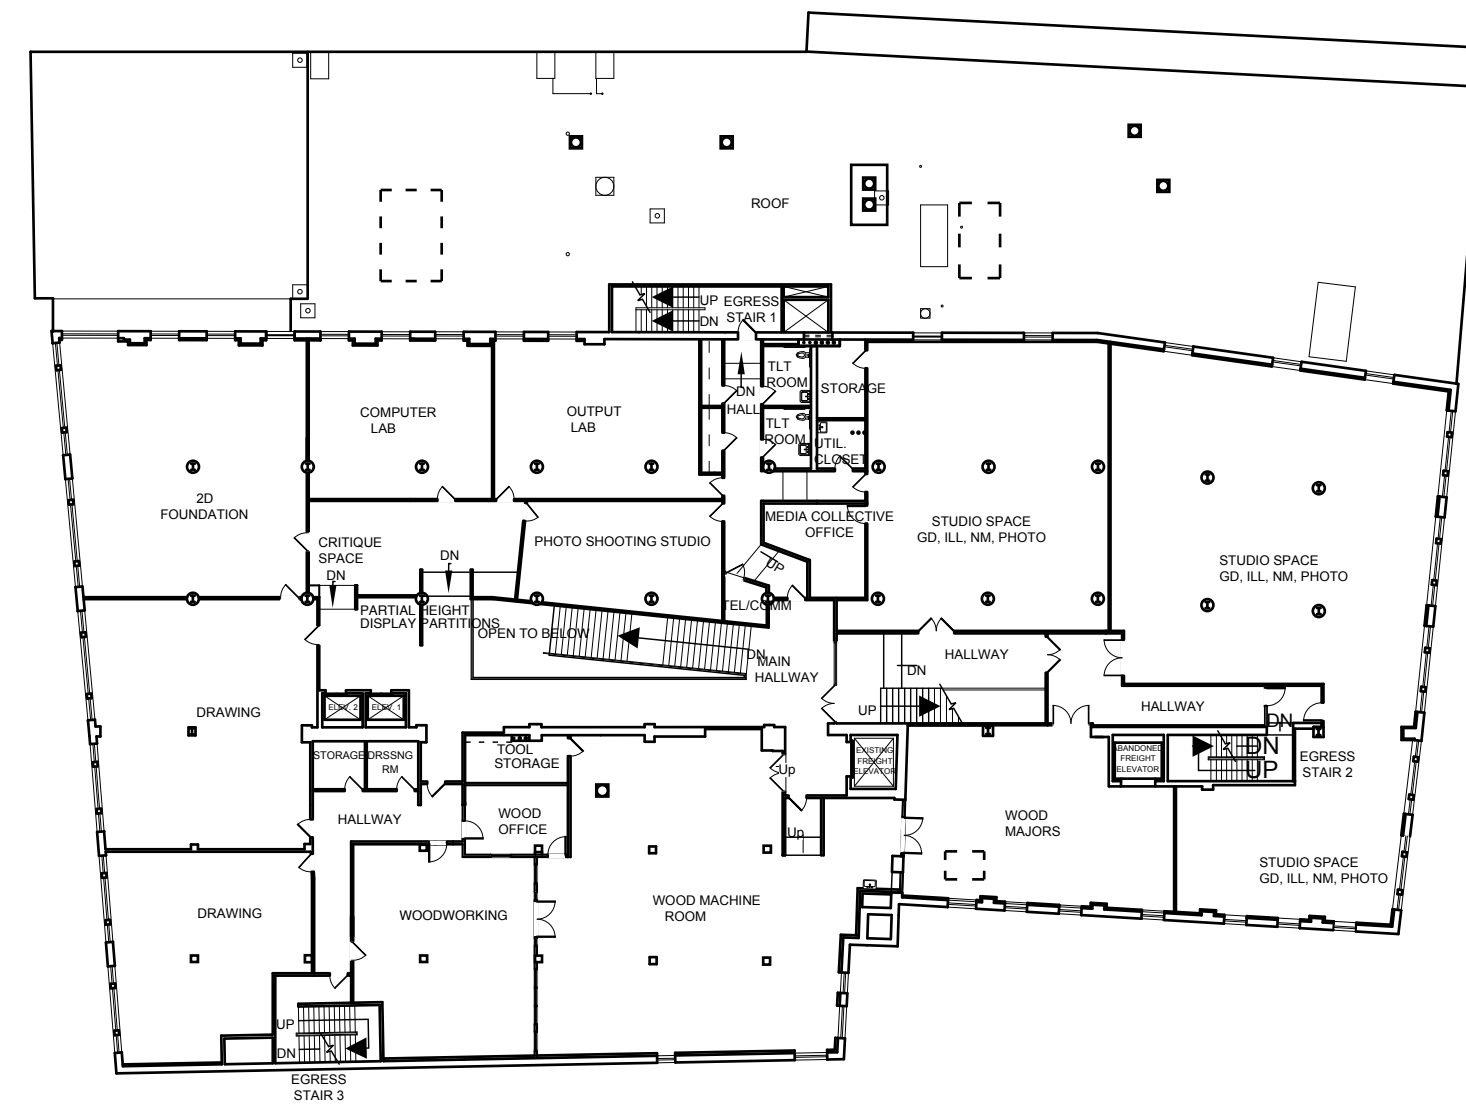 ROOF
UP
EGRESS
STAIR 1
DN
TLT
ROOM
DN
HALL
STORAGE
COMPUTER
LAB
OUTPUT
LAB
TLT
ROOM
UTIL.
CLOSET
2D
FOUNDATION
MEDIA COLLECTIVE
OFFICE
STUDIO SPACE
GD, ILL, NM, PHOTO
CRITIQUE
SPACE
DN
DN
PHOTO SHOOTING STUDIO
UP
STUDIO SPACE
GD, ILL, NM, PHOTO
PARTIAL HEIGHT
DISPLAY PARTITIONS
TEL/COMM
OPEN TO BELOW
DN
MAIN
HALLWAY
HALLWAY
DN
UP
HALLWAY
DN
DRAWING
ELEV. 2
ELEV. 1
STORAGE
DRSSNG
RM
TOOL
STORAGE
Up
EXISTING
FREIGHT
ELEVATOR
ABANDONED
FREIGHT
ELEVATOR
DN
UP
EGRESS
STAIR 2
HALLWAY
WOOD
OFFICE
Up
WOOD
MAJORS
STUDIO SPACE
GD, ILL, NM, PHOTO
DRAWING
WOODWORKING
WOOD MACHINE
ROOM
UP
DN
EGRESS
STAIR 3